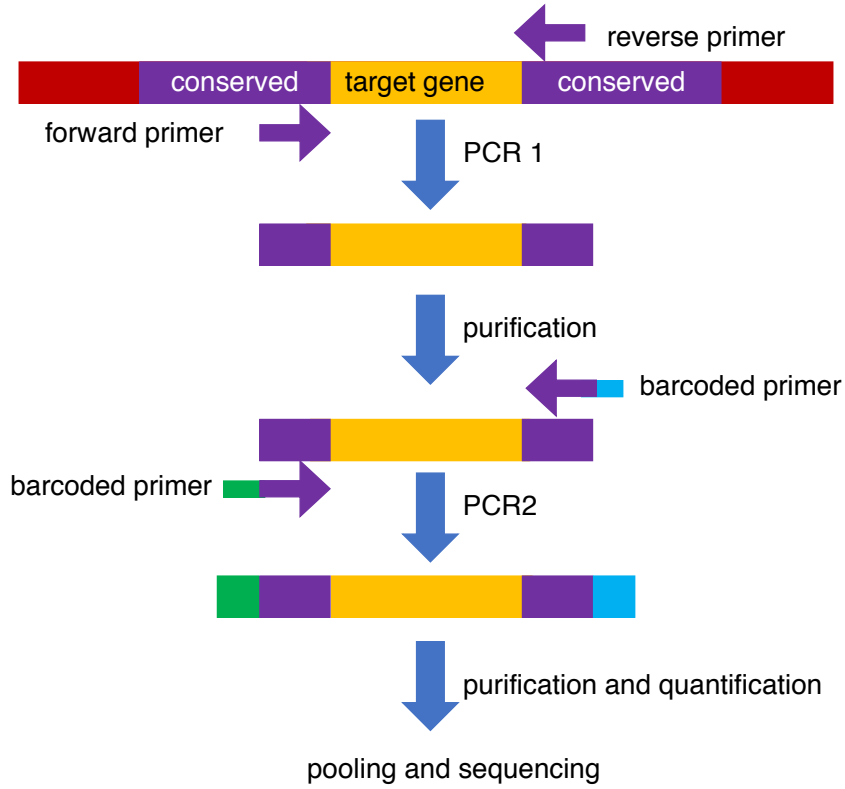 reverse primer
conserved target gene conserved
forward primer
PCR 1
purification
barcoded primer
barcoded primer
PCR2
purification and quantification
pooling and sequencing